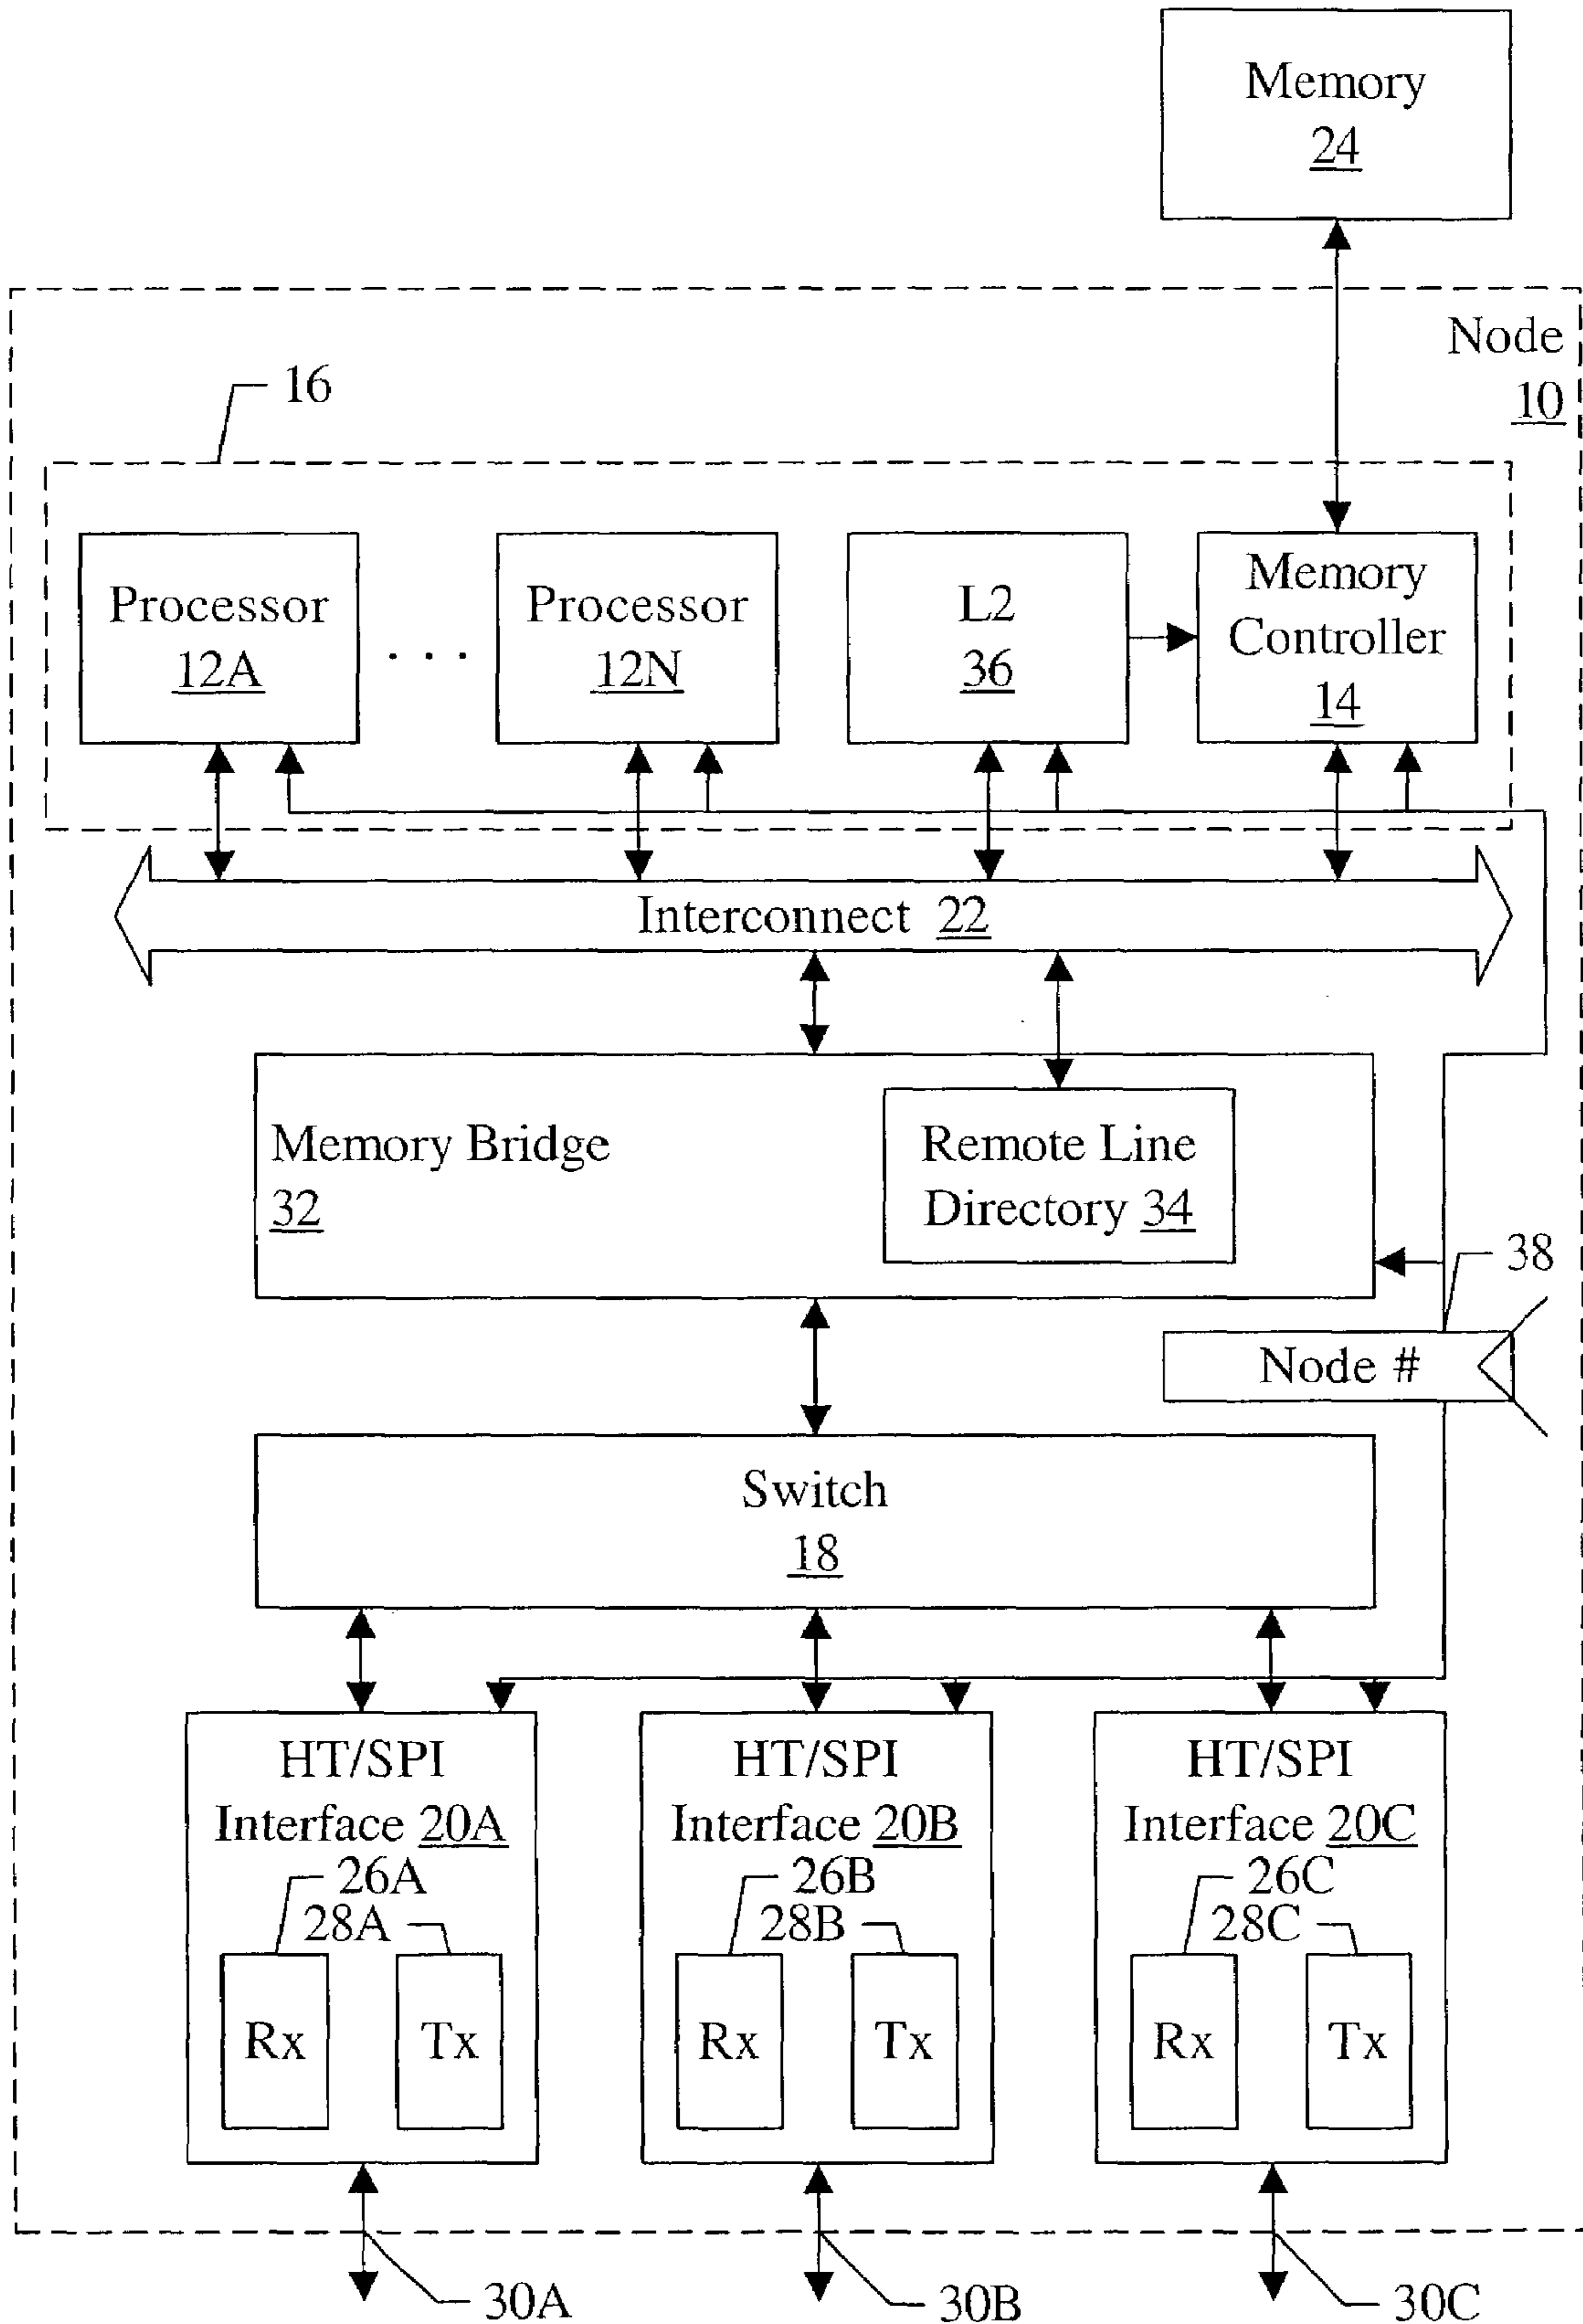 Memory
24
Node
10
16
Processor
12A
. . .
Processor
12N
L2
36
Memory
Controller
14
Interconnect 22
Memory Bridge
32
Remote Line
Directory 34
38
Node #
Switch
18
HT/SPI
Interface 20A
26A
28A
Rx
Tx
HT/SPI
Interface 20B
26B
28B
Rx
Tx
HT/SPI
Interface 20C
26C
28C
Rx
Tx
30A
30B
30C